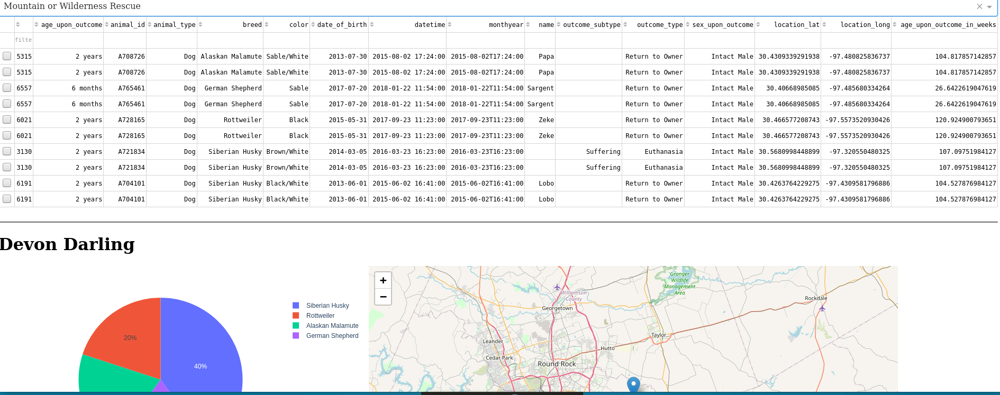 Mountain or Wilderness Rescue
age_upon_outcome animal_id animal_type breed color date_of_birth datetime monthyear name outcome_subtype outcome_type sex_upon_outcome location_lat location_long age_upon_outcome_in_weeks
filte
5315 2 years A708726 Dog Alaskan Malamute Sable/White 2013-07-30 2015-08-02 17:24:00 2015-08-02T17:24:00 Papa Return to Owner Intact Male 30.4309339291938 -97.480825836737 104.817857142857
5315 2 years A708726 Dog Alaskan Malamute Sable/White 2013-07-30 2015-08-02 17:24:00 2015-08-02T17:24:00 Papa Return to Owner Intact Male 30.4309339291938 -97.480825836737 104.817857142857
6557 6 months A765461 Dog German Shepherd Sable 2017-07-20 2018-01-22 11:54:00 2018-01-22T11:54:00 Sargent Return to Owner Intact Male 30.40668985085 -97.485680334264 26.6422619047619
6557 6 months A765461 Dog German Shepherd Sable 2017-07-20 2018-01-22 11:54:00 2018-01-22T11:54:00 Sargent Return to Owner Intact Male 30.40668985085 -97.485680334264 26.6422619047619
6021 2 years A728165 Dog Rottweiler Black 2015-05-31 2017-09-23 11:23:00 2017-09-23T11:23:00 Zeke Return to Owner Intact Male 30.466577208743 -97.5573520930426 120.924900793651
6021 2 years A728165 Dog Rottweiler Black 2015-05-31 2017-09-23 11:23:00 2017-09-23T11:23:00 Zeke Return to Owner Intact Male 30.466577208743 -97.5573520930426 120.924900793651
3130 2 years A721834 Dog Siberian Husky Brown/White 2014-03-05 2016-03-23 16:23:00 2016-03-23T16:23:00 Suffering Euthanasia Intact Male 30.5680998448899 -97.320550480325 107.09751984127
3130 2 years A721834 Dog Siberian Husky Brown/White 2014-03-05 2016-03-23 16:23:00 2016-03-23T16:23:00 Suffering Euthanasia Intact Male 30.5680998448899 -97.320550480325 107.09751984127
6191 2 years A704101 Dog Siberian Husky Black/White 2013-06-01 2015-06-02 16:41:00 2015-06-02T16:41:00 Lobo Return to Owner Intact Male 30.4263764229275 -97.4309581796886 104.527876984127
6191 2 years A704101 Dog Siberian Husky Black/White 2013-06-01 2015-06-02 16:41:00 2015-06-02T16:41:00 Lobo Return to Owner Intact Male 30.4263764229275 -97.4309581796886 104.527876984127
Devon Darling
20%
40%
Siberian Husky
Rottweiler
Alaskan Malamute
German Shepherd
+
−
Granger
Wildlife
Management
Area
Williamson
County
Rockdale
Georgetown
Taylor
Leander
Hutto
Cedar Park
Round Rock